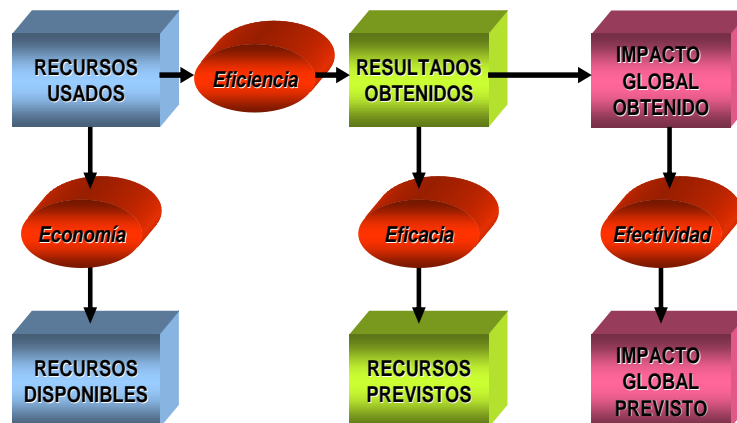 RECURSOS
USADOS
Eficiencia
RESULTADOS
OBTENIDOS
IMPACTO
GLOBAL
OBTENIDO
Economía
Eficacia
Efectividad
RECURSOS
DISPONIBLES
RECURSOS
PREVISTOS
IMPACTO
GLOBAL
PREVISTO